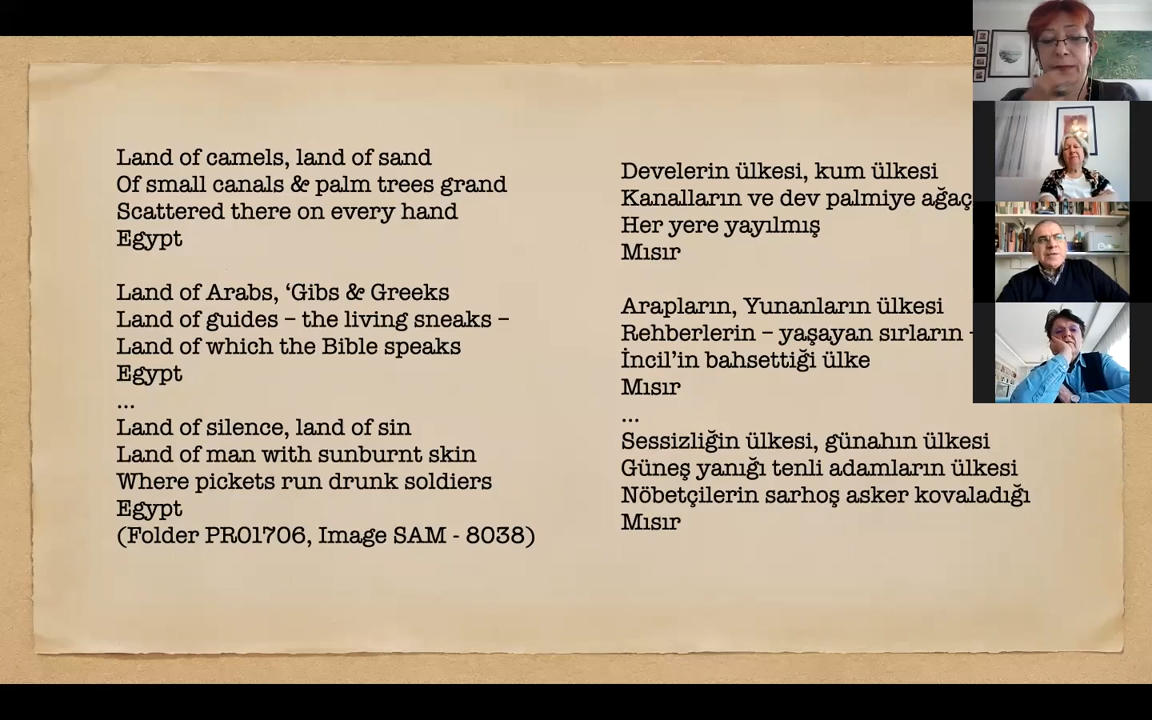 Land of camels, land of sand
Of small canals & palm trees grand
Scattered there on every hand
Egypt
Land of Arabs, ‘Gibs & Greeks
Land of guides – the living sneaks –
Land of which the Bible speaks
Egypt
...
Land of silence, land of sin
Land of man with sunburnt skin
Where pickets run drunk soldiers
Egypt
(Folder PR01706, Image SAM - 8038)
Develerin ülkesi, kum ülkesi
Kanalların ve dev palmiye
Her yere yayılmış
Mısır
Arapların, Yunanların ülkesi
Rehberlerin – yaşayan sırların -
İncil’in bahsettiği ülke
Mısır
...
Sessizliğin ülkesi, günahın ülkesi
Güneş yanığı tenli adamların ülkesi
Nöbetçilerin sarhoş asker kovaladığı
Mısır